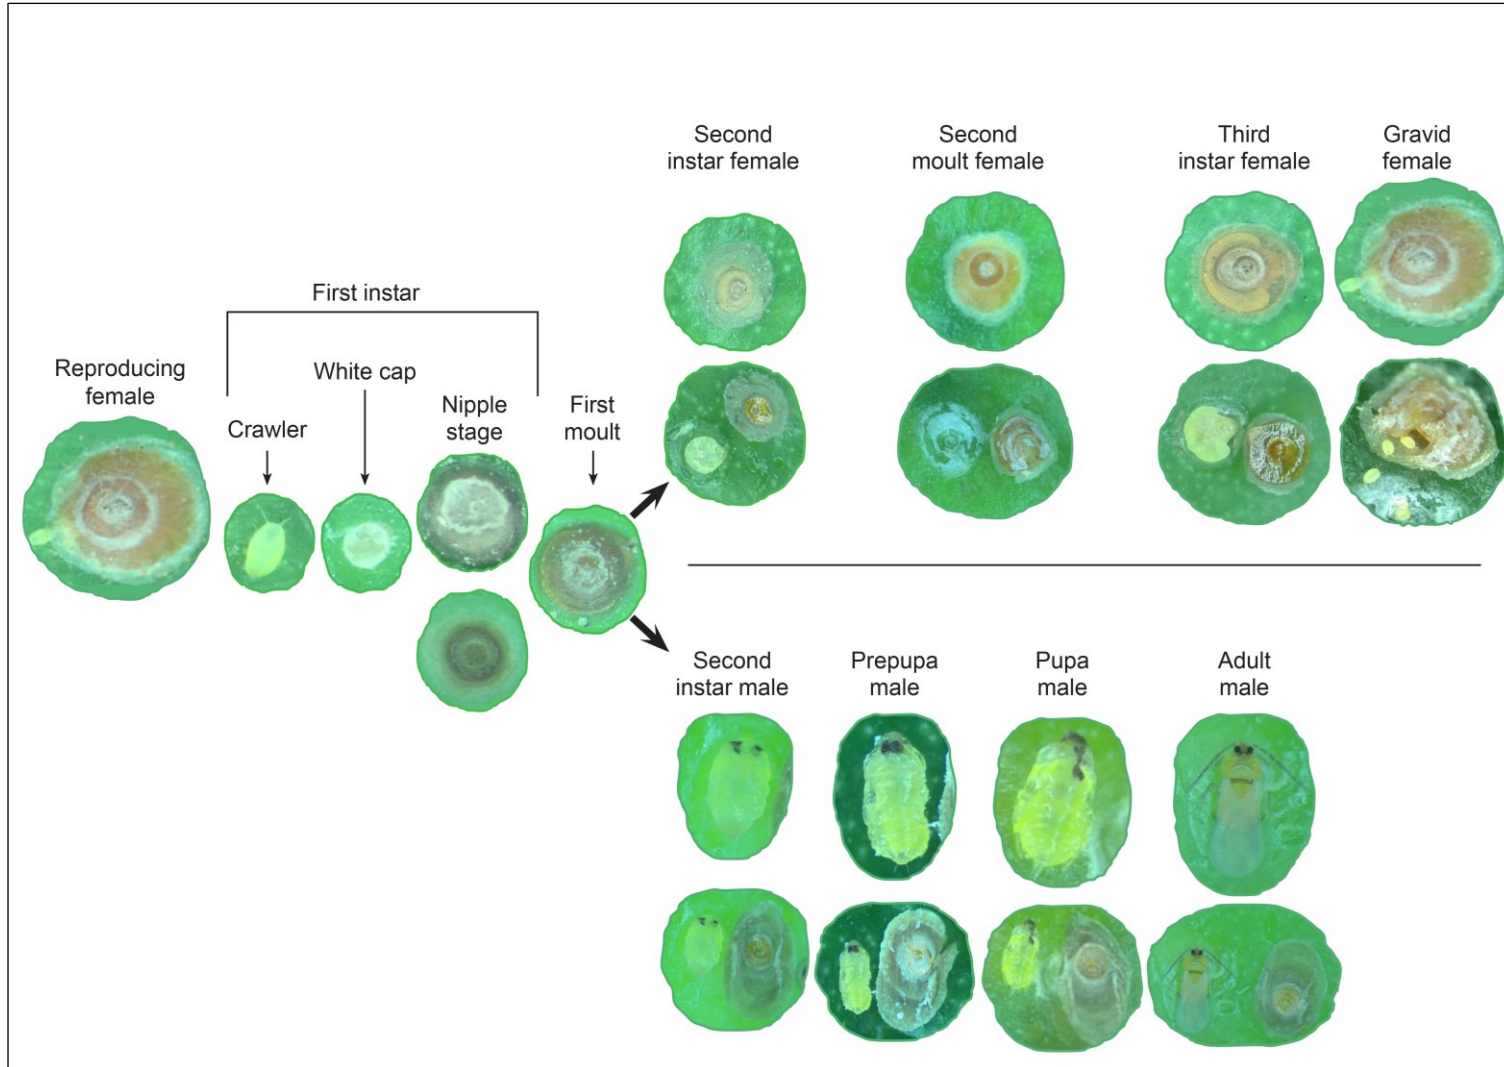 Reproducing
female
First instar
Crawler
White cap
Nipple
stage
First
moult
Second
instar female
Second
moult female
Third
instar female
Gravid
female
Second
instar male
Prepupa
male
Pupa
male
Adult
male